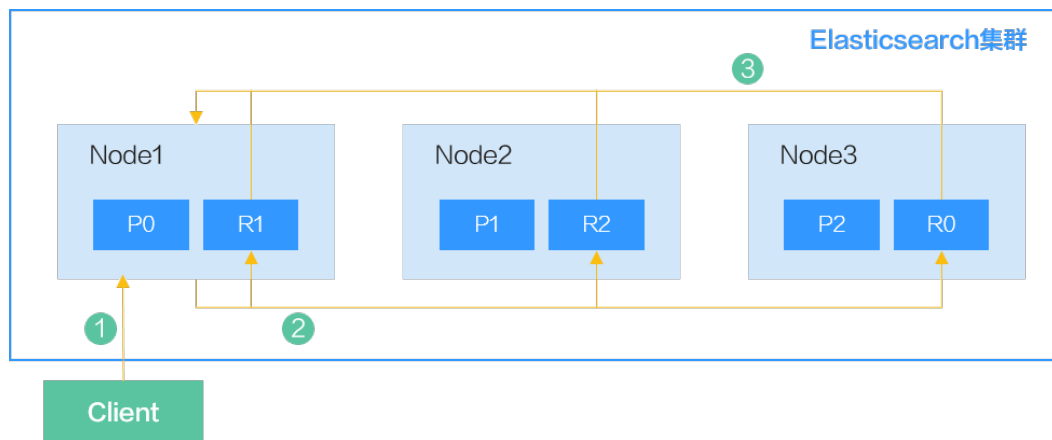 Elasticsearch集群
3
Node1
Node2
Node3
P0
R1
P1
R2
P2
R0
1
2
Client